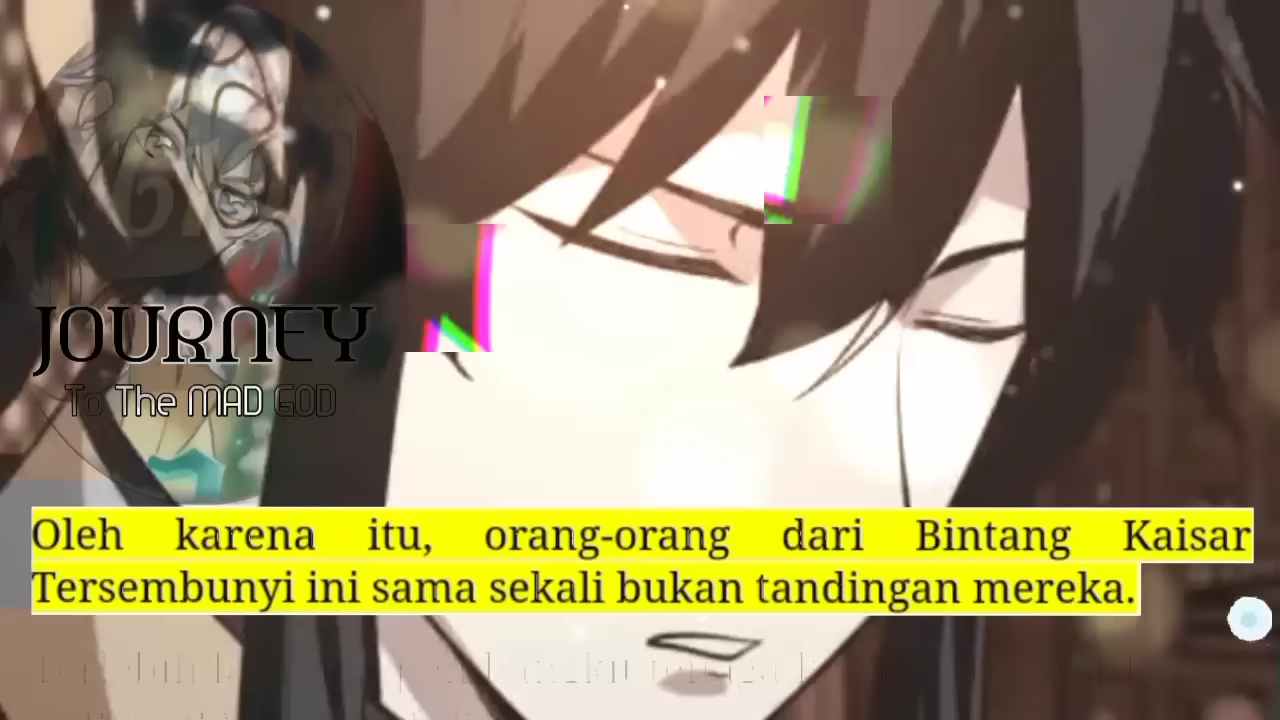 JOURNEY
To The MAD GOD
Oleh karena itu, orang-orang dari Bintang Kaisar
Tersembunyi ini sama sekali bukan tandingan mereka.